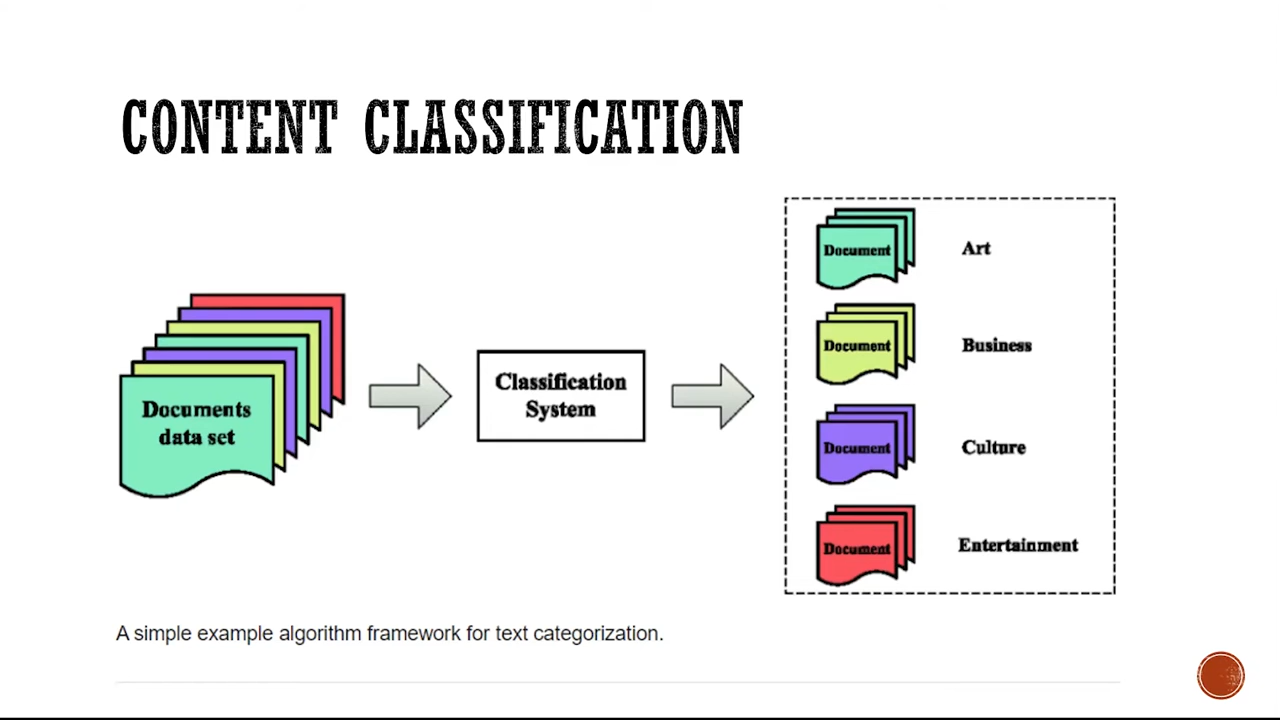 CONTENT CLASSIFICATION
Documents
data set
Classification
System
Document
Art
Document
Business
Document
Culture
Document
Entertainment
A simple example algorithm framework for text categorization.